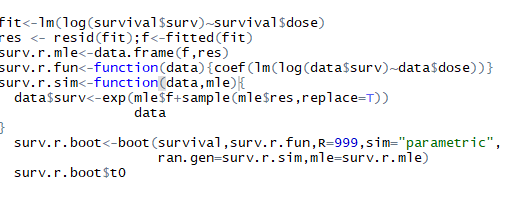 fit<-lm(log(survival$surv)~survival$dose)
res <- resid(fit);f<-fitted(fit)
surv.r.mle<-data.frame(f,res)
surv.r.fun<-function(data){coef(lm(log(data$surv)~data$dose))}
surv.r.sim<-function(data,mle){
  data$surv<-exp(mle$f+sample(mle$res,replace=T))
                data
}
  surv.r.boot<-boot(survival,surv.r.fun,R=999,sim="parametric",
                   ran.gen=surv.r.sim,mle=surv.r.mle)
  surv.r.boot$t0